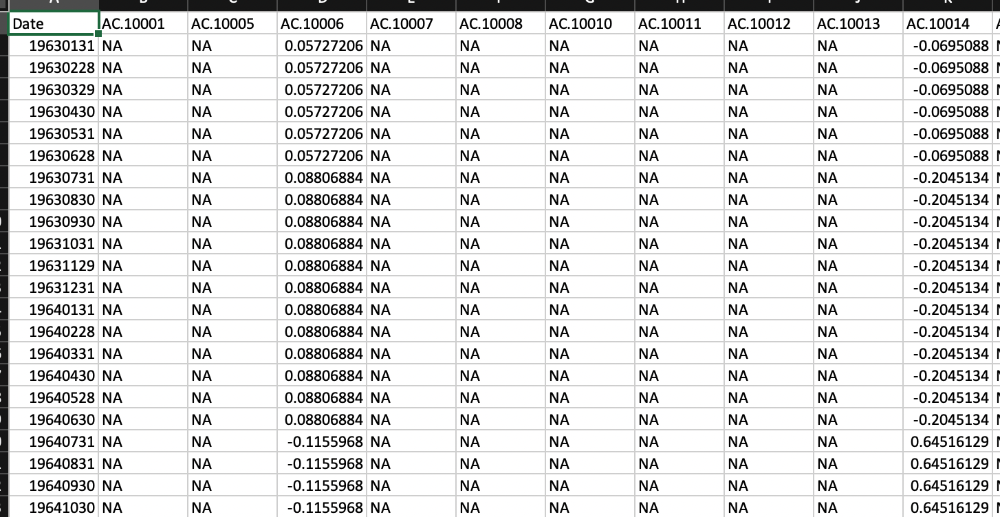 Date AC.10001 AC.10005 AC.10006 AC.10007 AC.10008 AC.10010 AC.10011 AC.10012 AC.10013 AC.10014
19630131 NA NA 0.05727206 NA NA NA NA NA NA -0.0695088
19630228 NA NA 0.05727206 NA NA NA NA NA NA -0.0695088
19630329 NA NA 0.05727206 NA NA NA NA NA NA -0.0695088
19630430 NA NA 0.05727206 NA NA NA NA NA NA -0.0695088
19630531 NA NA 0.05727206 NA NA NA NA NA NA -0.0695088
19630628 NA NA 0.05727206 NA NA NA NA NA NA -0.0695088
19630731 NA NA 0.08806884 NA NA NA NA NA NA -0.2045134
19630830 NA NA 0.08806884 NA NA NA NA NA NA -0.2045134
19630930 NA NA 0.08806884 NA NA NA NA NA NA -0.2045134
19631031 NA NA 0.08806884 NA NA NA NA NA NA -0.2045134
19631129 NA NA 0.08806884 NA NA NA NA NA NA -0.2045134
19631231 NA NA 0.08806884 NA NA NA NA NA NA -0.2045134
19640131 NA NA 0.08806884 NA NA NA NA NA NA -0.2045134
19640228 NA NA 0.08806884 NA NA NA NA NA NA -0.2045134
19640331 NA NA 0.08806884 NA NA NA NA NA NA -0.2045134
19640430 NA NA 0.08806884 NA NA NA NA NA NA -0.2045134
19640528 NA NA 0.08806884 NA NA NA NA NA NA -0.2045134
19640630 NA NA 0.08806884 NA NA NA NA NA NA -0.2045134
19640731 NA NA -0.1155968 NA NA NA NA NA NA 0.64516129
19640831 NA NA -0.1155968 NA NA NA NA NA NA 0.64516129
19640930 NA NA -0.1155968 NA NA NA NA NA NA 0.64516129
19641030 NA NA -0.1155968 NA NA NA NA NA NA 0.64516129